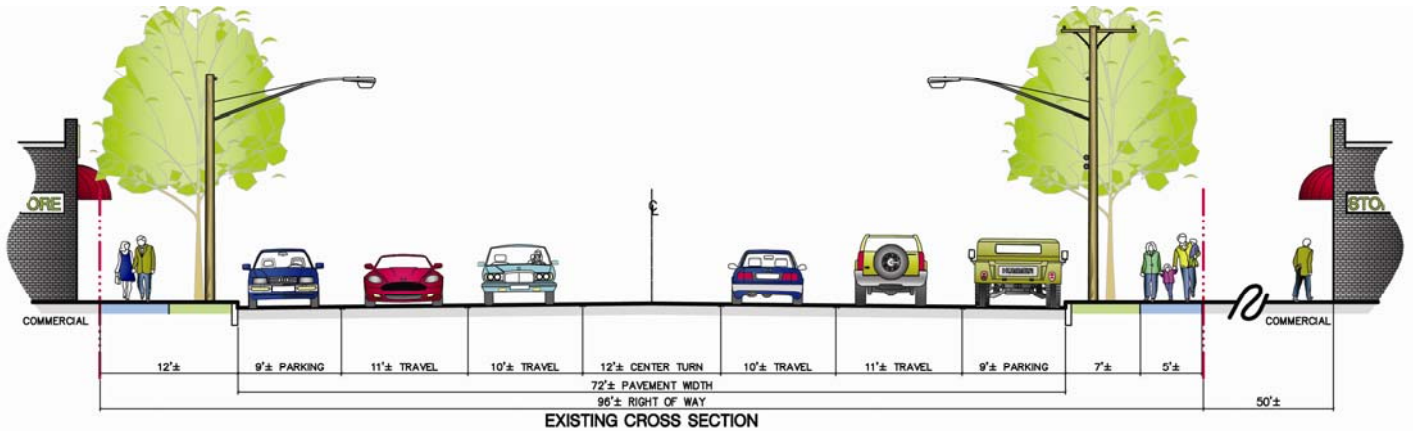 ORE
STO
HUMMER
℄
COMMERCIAL
COMMERCIAL
12'±
9'± PARKING
11'± TRAVEL
10'± TRAVEL
12'± CENTER TURN
10'± TRAVEL
11'± TRAVEL
9'± PARKING
7'±
5'±
72'± PAVEMENT WIDTH
96'± RIGHT OF WAY
50'±
EXISTING CROSS SECTION